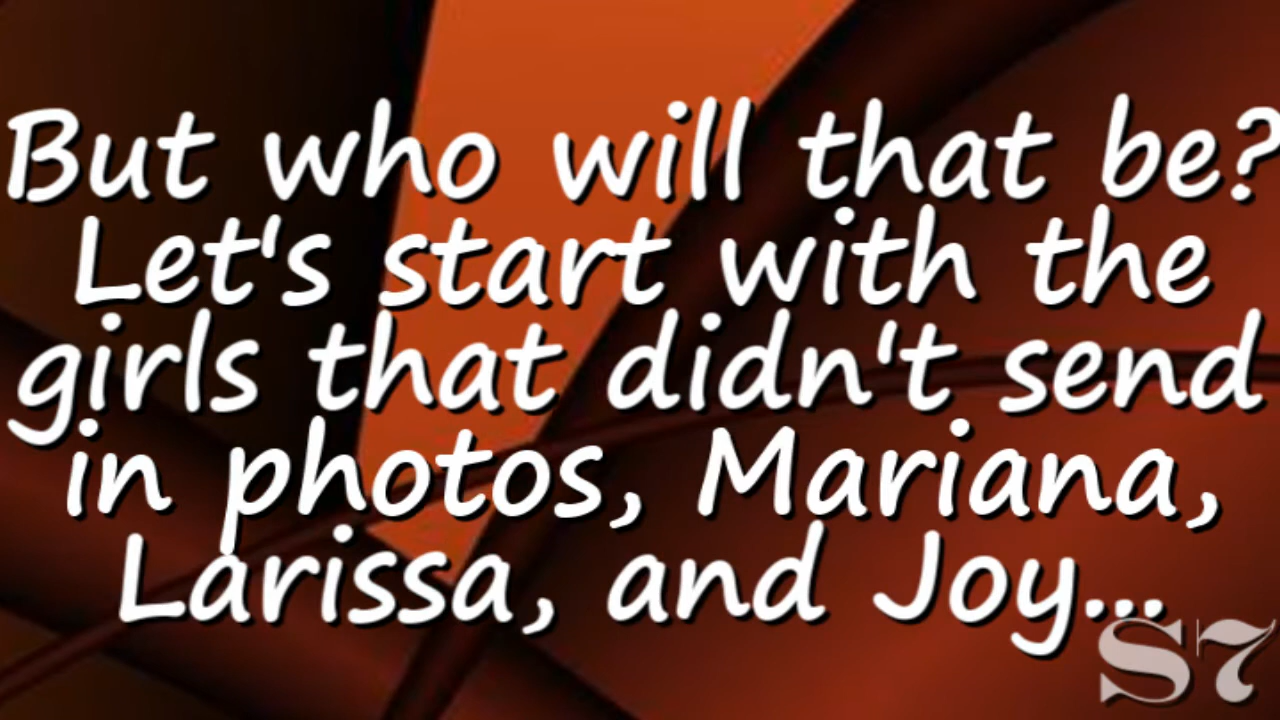 But who will that be?
Let's start with the
girls that didn't send
in photos, Mariana,
Larissa, and Joy...
S7